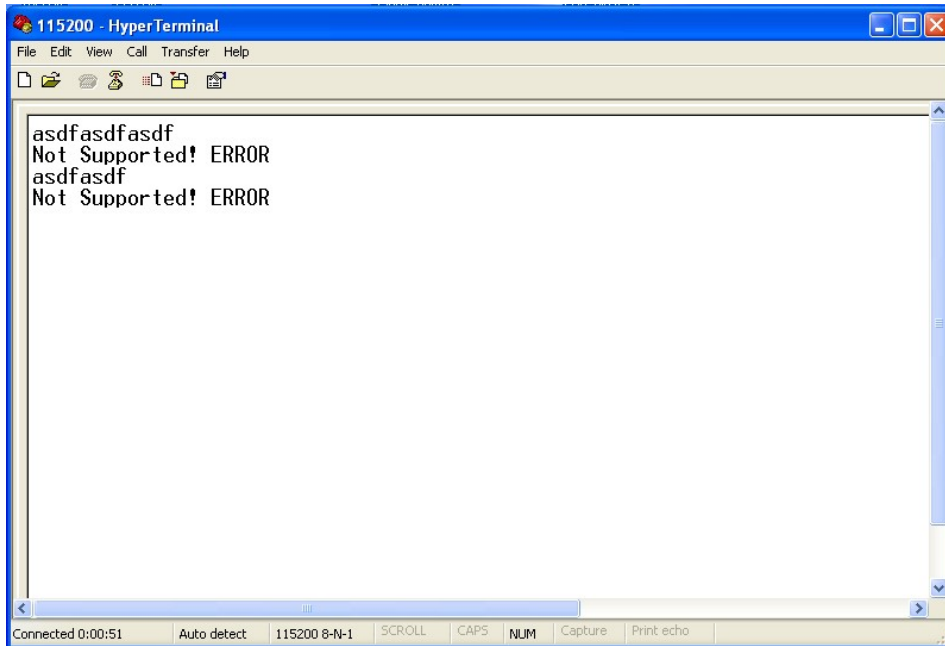 115200 - HyperTerminal
File Edit View Call Transfer Help
asdfasdfasdf
Not Supported! ERROR
asdfasdf
Not Supported! ERROR
Connected 0:00:51 Auto detect 115200 8-N-1 SCROLL CAPS NUM Capture Print echo